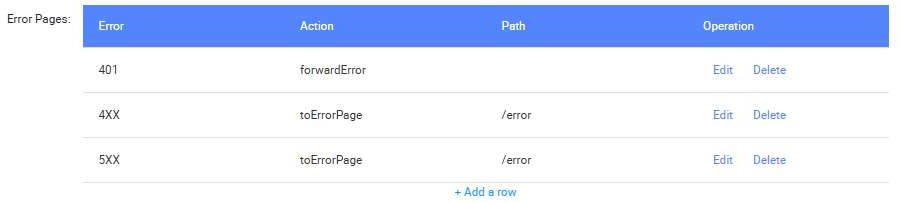 Error Pages:
Error Action Path Operation
401 forwardError Edit Delete
4XX toErrorPage /error Edit Delete
5XX toErrorPage /error Edit Delete
+ Add a row